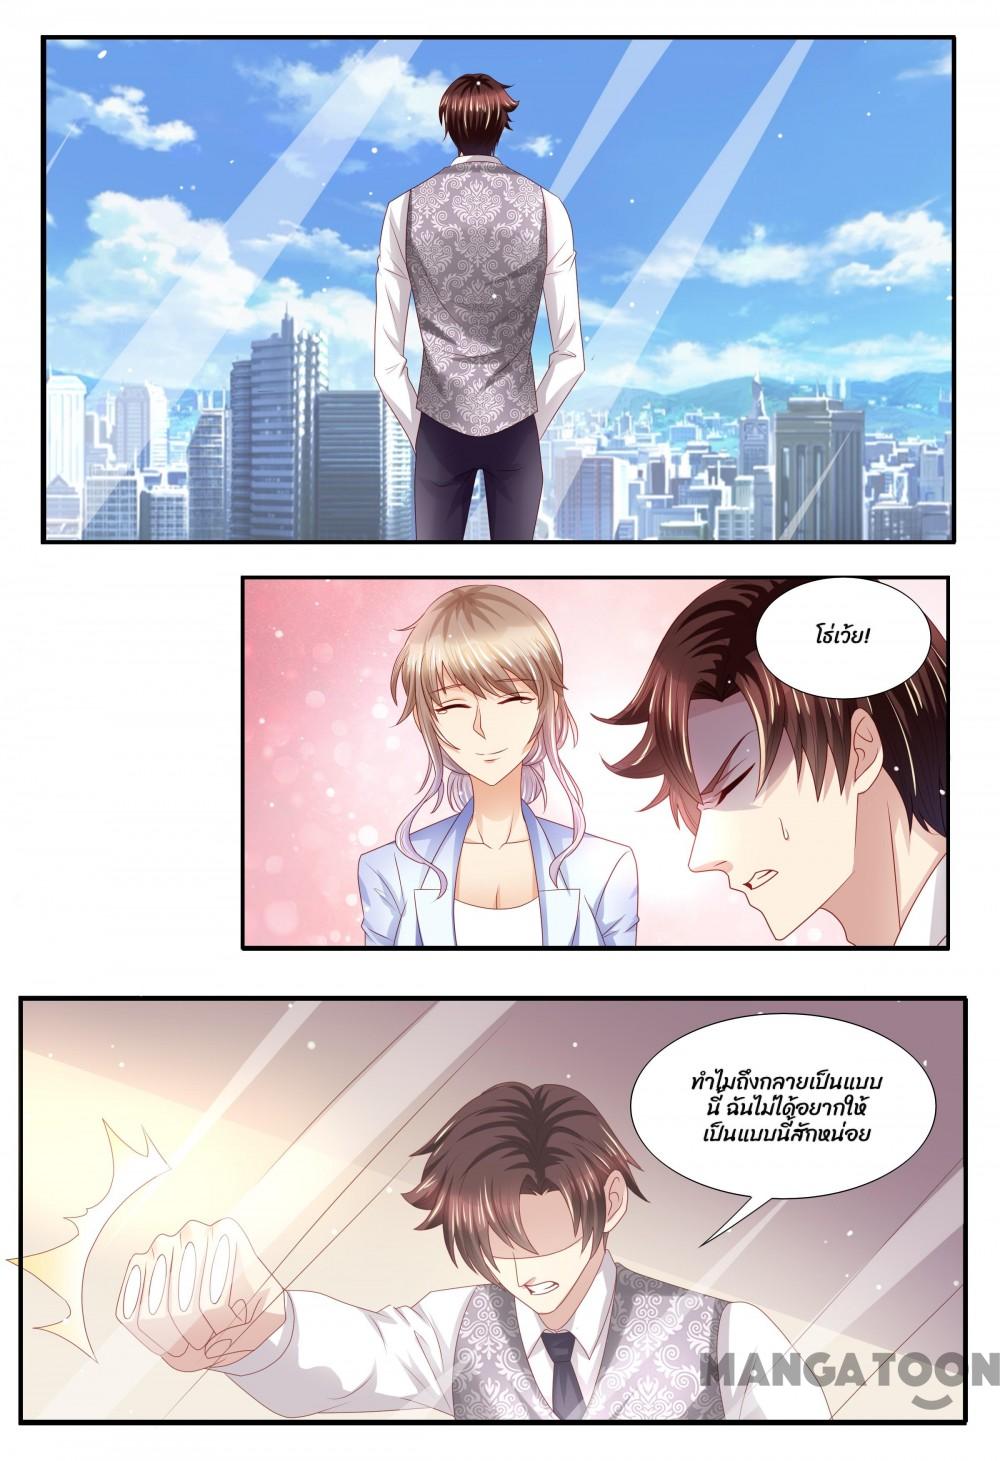 โธ่เว้ย!
ทำไมถึงกลายเป็นแบบ
นี้ ฉันไม่ได้อยากให้
เป็นแบบนี้สักหน่อย
MANGATOON